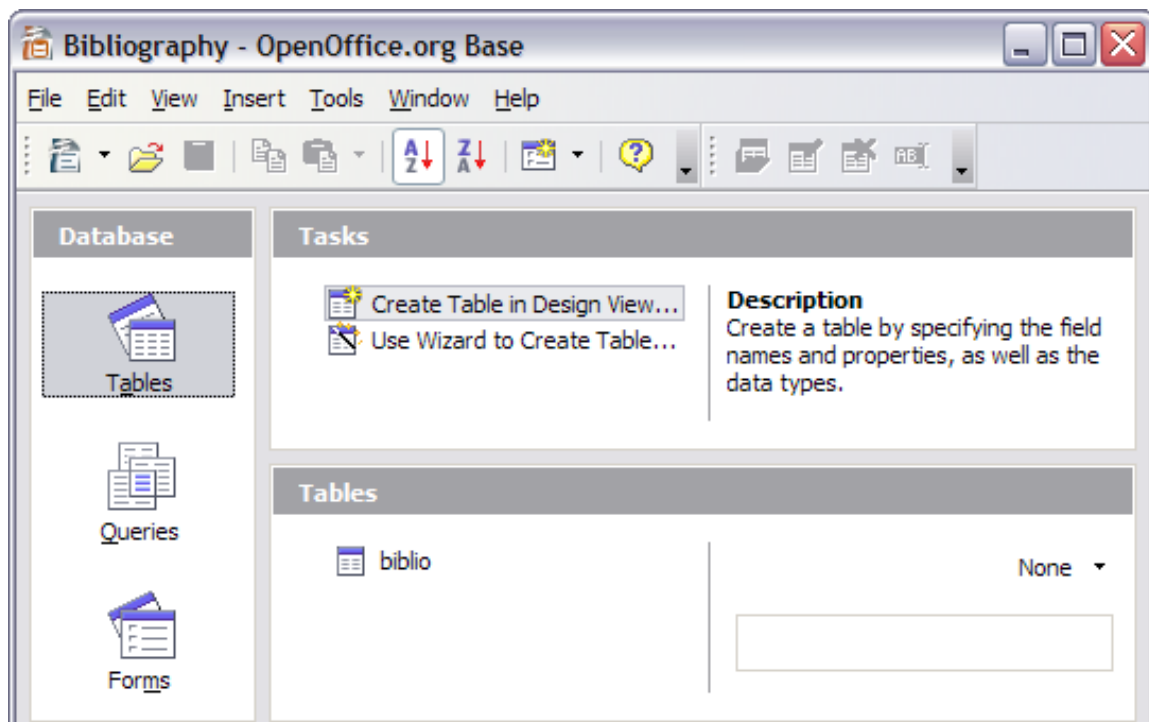 Bibliography - OpenOffice.org Base
File Edit View Insert Tools Window Help
A Z Z A ? ABI
Database
Tables
Queries
Forms
Tasks
Create Table in Design View...
Use Wizard to Create Table...
Description
Create a table by specifying the field
names and properties, as well as the
data types.
Tables
biblio
None